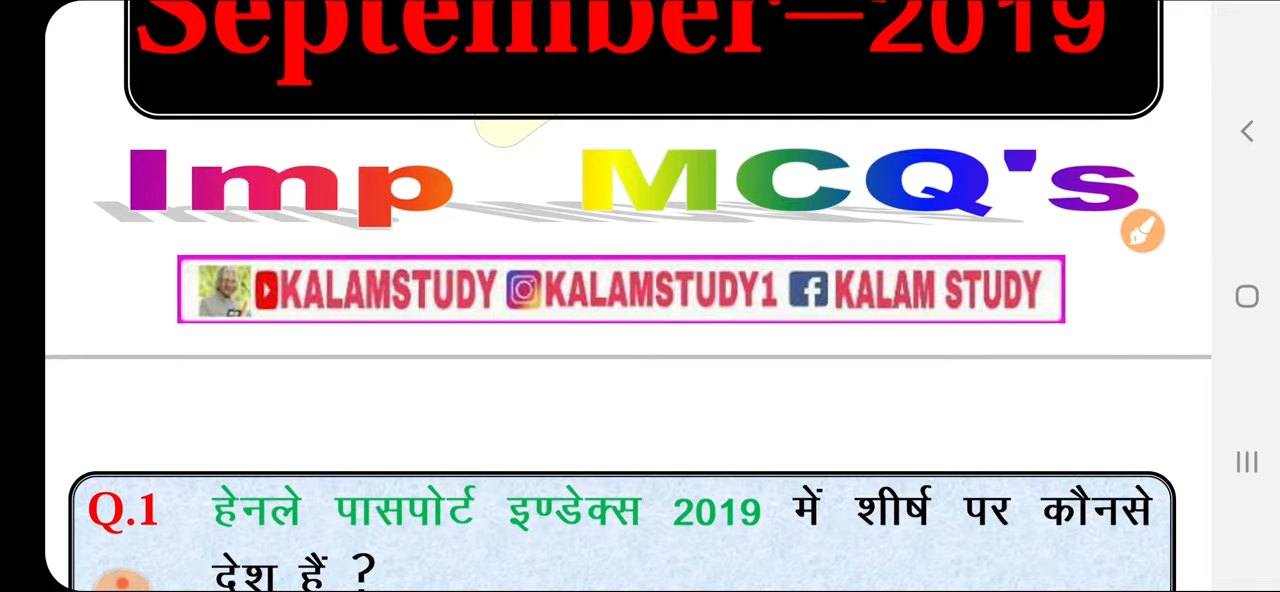 September—2019
Imp MCQ's
KALAMSTUDY KALAMSTUDY1 KALAM STUDY
Q.1 हेनले पासपोर्ट इण्डेक्स 2019 में शीर्ष पर कौनसे
देश हैं ?